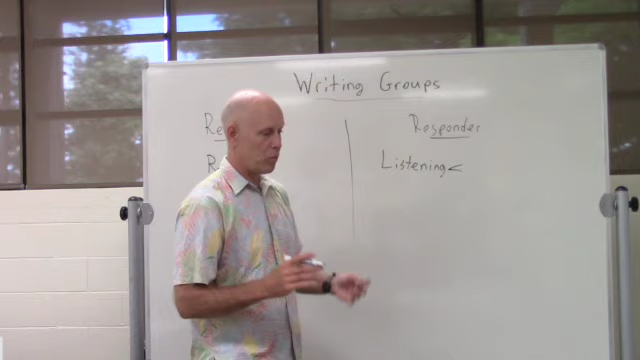 Writing Groups
Responder
Listening <